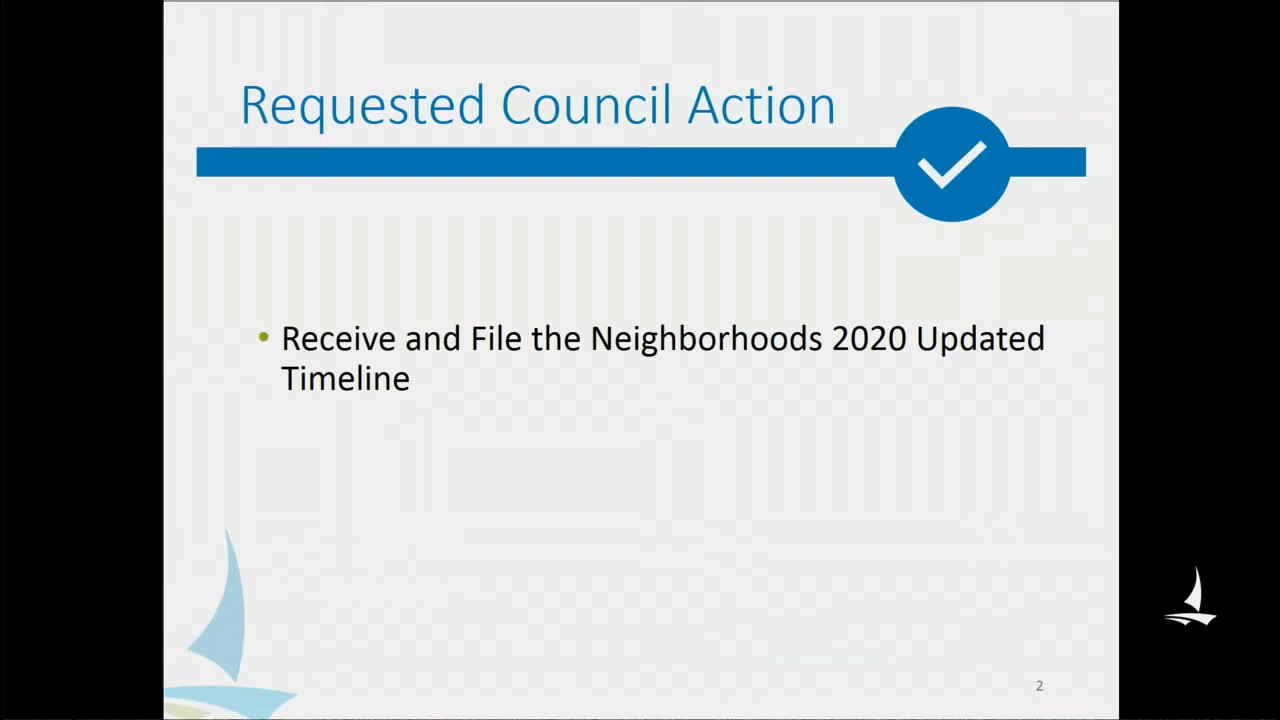 Requested Council Action
• Receive and File the Neighborhoods 2020 Updated
Timeline
2